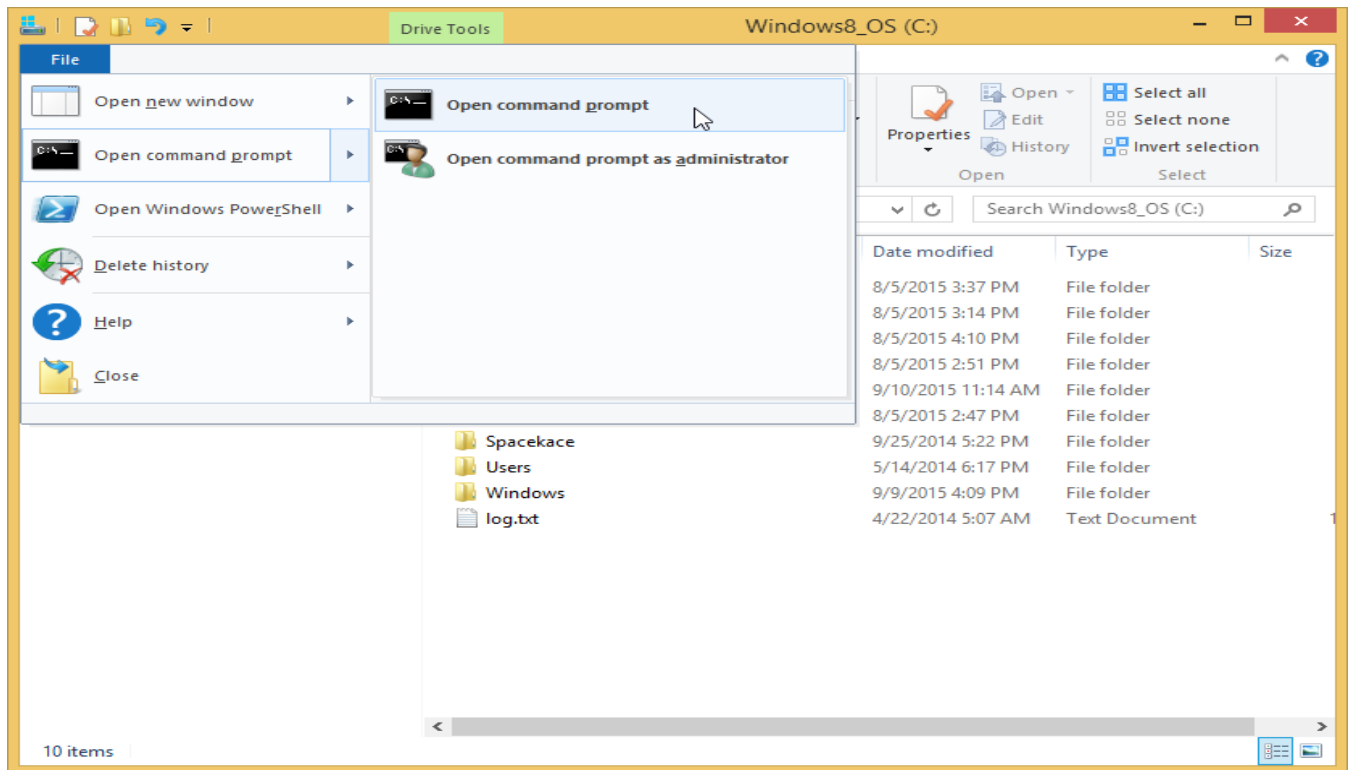 Drive Tools
Windows8_OS (C:)
File
Open new window
Open command prompt
Open Windows PowerShell
Delete history
Help
Close
Open command prompt
Open command prompt as administrator
Properties
Open
Edit
History
Open
Select all
Select none
Invert selection
Select
Search Windows8_OS (C:)
Date modified Type Size
8/5/2015 3:37 PM File folder
8/5/2015 3:14 PM File folder
8/5/2015 4:10 PM File folder
8/5/2015 2:51 PM File folder
9/10/2015 11:14 AM File folder
8/5/2015 2:47 PM File folder
Spacekace 9/25/2014 5:22 PM File folder
Users 5/14/2014 6:17 PM File folder
Windows 9/9/2015 4:09 PM File folder
log.txt 4/22/2014 5:07 AM Text Document 1
10 items